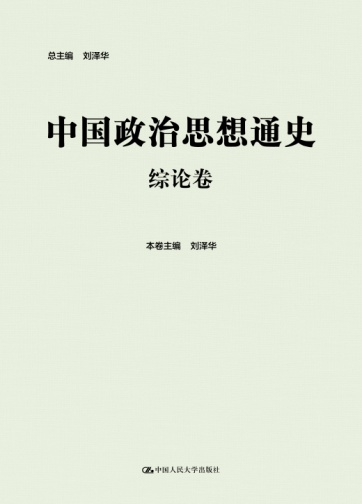 总主编 刘泽华
中国政治思想通史
综论卷
本卷主编 刘泽华
中国人民大学出版社